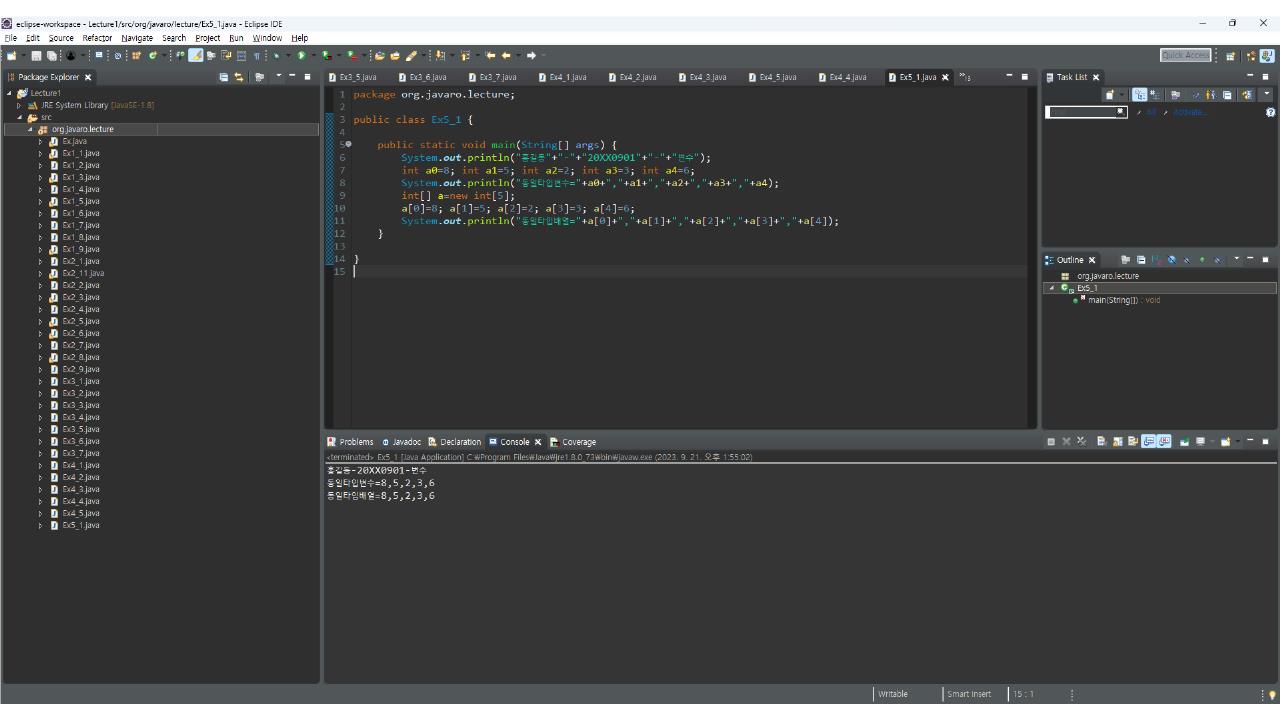 eclipse-workspace - Lecture1/src/org/javaro/lecture/Ex5_1.java - Eclipse IDE
File Edit Source Refactor Navigate Search Project Run Window Help
Quick Access
Package Explorer
Lecture1
JRE System Library [JavaSE-1.8]
src
org.javaro.lecture
Ex.java
Ex1_1.java
Ex1_2.java
Ex1_3.java
Ex1_4.java
Ex1_5.java
Ex1_6.java
Ex1_7.java
Ex1_8.java
Ex1_9.java
Ex2_1.java
Ex2_11.java
Ex2_2.java
Ex2_3.java
Ex2_4.java
Ex2_5.java
Ex2_6.java
Ex2_7.java
Ex2_8.java
Ex2_9.java
Ex3_1.java
Ex3_2.java
Ex3_3.java
Ex3_4.java
Ex3_5.java
Ex3_6.java
Ex3_7.java
Ex4_1.java
Ex4_2.java
Ex4_3.java
Ex4_4.java
Ex4_5.java
Ex5_1.java
Ex3_5.java Ex3_6.java Ex3_7.java Ex4_1.java Ex4_2.java Ex4_3.java Ex4_5.java Ex4_4.java Ex5_1.java »13
1 package org.javaro.lecture;
2
3 public class Ex5_1 {
4
5 public static void main(String[] args) {
6 System.out.println("홍길동"+"-"+"20XX0901"+"-"+"변수");
7 int a0=8; int a1=5; int a2=2; int a3=3; int a4=6;
8 System.out.println("동일타입변수="+a0+","+a1+","+a2+","+a3+","+a4);
9 int[] a=new int[5];
10 a[0]=8; a[1]=5; a[2]=2; a[3]=3; a[4]=6;
11 System.out.println("동일타입배열="+a[0]+","+a[1]+","+a[2]+","+a[3]+","+a[4]);
12 }
13
14 }
15
Problems Javadoc Declaration Console Coverage
<terminated> Ex5_1 [Java Application] C:₩Program Files₩Java₩jre1.8.0_73₩bin₩javaw.exe (2023. 9. 21. 오후 1:55:02)
홍길동-20XX0901-변수
동일타입변수=8,5,2,3,6
동일타입배열=8,5,2,3,6
Task List
All Activate...
Outline
org.javaro.lecture
Ex5_1
main(String[]) : void
Writable Smart Insert 15 : 1